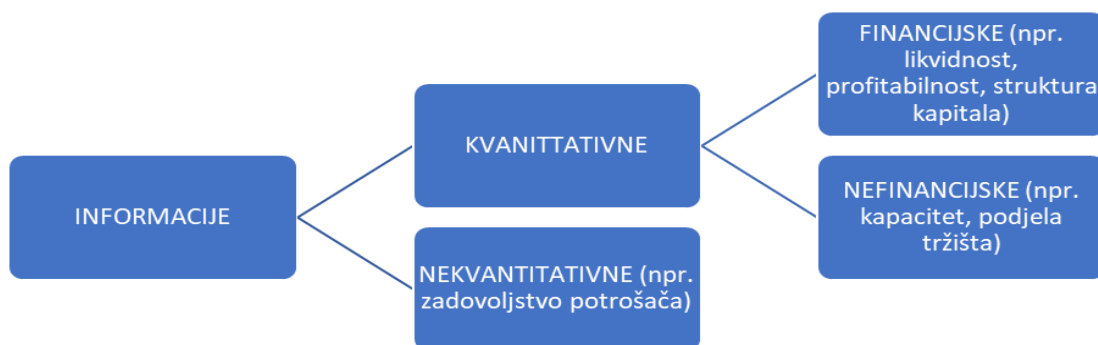 INFORMACIJE
KVANITTATIVNE
NEKVANTITATIVNE (npr.
zadovoljstvo potrošača)
FINANCIJSKE (npr.
likvidnost,
profitabilnost, struktura
kapitala)
NEFINANCIJSKE (npr.
kapacitet, podjela
tržišta)